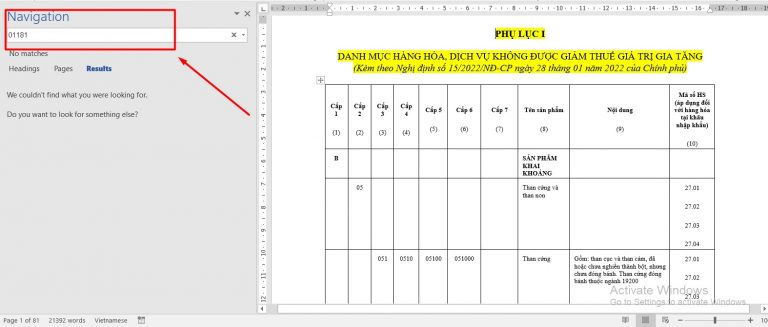 Navigation
01181
No matches
Headings Pages Results
We couldn't find what you were looking for.
Do you want to look for something else?
PHỤ LỤC I
DANH MỤC HÀNG HÓA, DỊCH VỤ KHÔNG ĐƯỢC GIẢM THUẾ GIÁ TRỊ GIA TĂNG
(Kèm theo Nghị định số 15/2022/NĐ-CP ngày 28 tháng 01 năm 2022 của Chính phủ)
Cấp 1 (1)
Cấp 2 (2)
Cấp 3 (3)
Cấp 4 (4)
Cấp 5 (5)
Cấp 6 (6)
Cấp 7 (7)
Tên sản phẩm (8)
Nội dung (9)
Mã số HS
(áp dụng đối
với hàng hóa
tại khâu
nhập khẩu)
(10)
B
SẢN PHẨM
KHAI
KHOÁNG
05
Than cứng và
than non
27.01
27.02
27.03
27.04
051 0510 05100 051000
Than cứng
Gồm: than cục và than cám, đã
hoặc chưa nghiền thành bột, nhưng
chưa đóng bánh. Than cứng đóng
bánh thuộc ngành 19200
27.01
27.02
27.03
Activate Windows
Go to Settings to activate Windows.
Page 1 of 81 21392 words Vietnamese